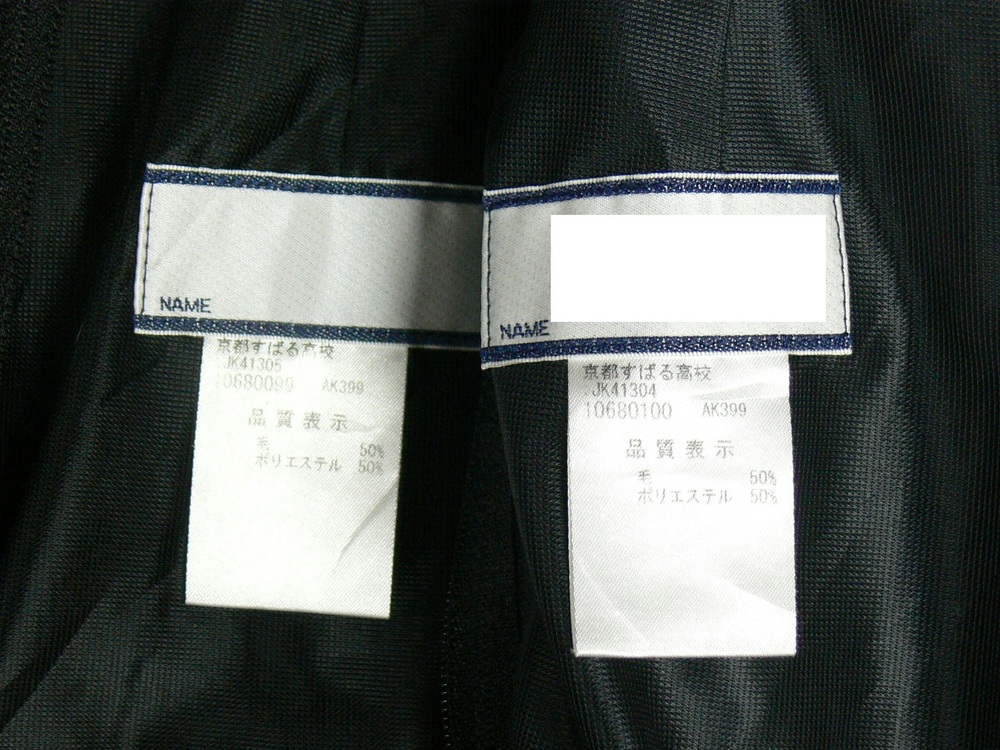 NAME
京都すばる高校
JK41305
10680099 AK399
品質表示
毛 50%
ポリエステル 50%
NAME
京都すばる高校
JK41304
10680100 AK399
品質表示
毛 50%
ポリエステル 50%